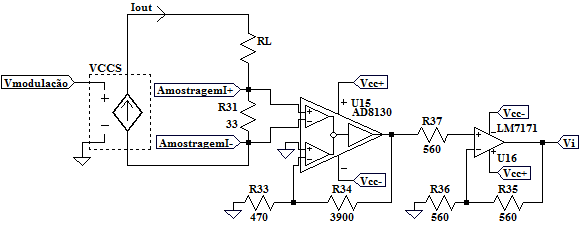 Iout
RL
VCCS
Vmodulação
AmostragemI+
Vcc+
R31
33
U15
AD8130
R37
560
Vcc-
LM7171
Vi
AmostragemI-
U16
Vcc-
Vcc+
R33
470
R34
3900
R36
560
R35
560